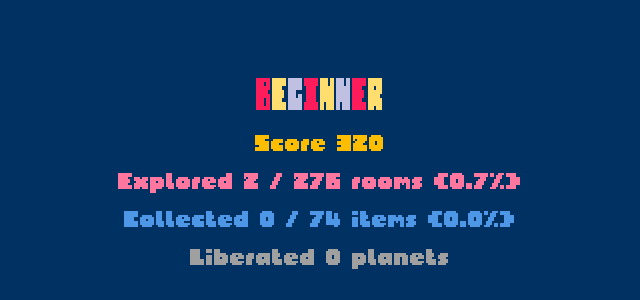 BEGINNER
Score 320
Explored 2 / 276 rooms (0.7%)
Collected 0 / 74 items (0.0%)
Liberated 0 planets